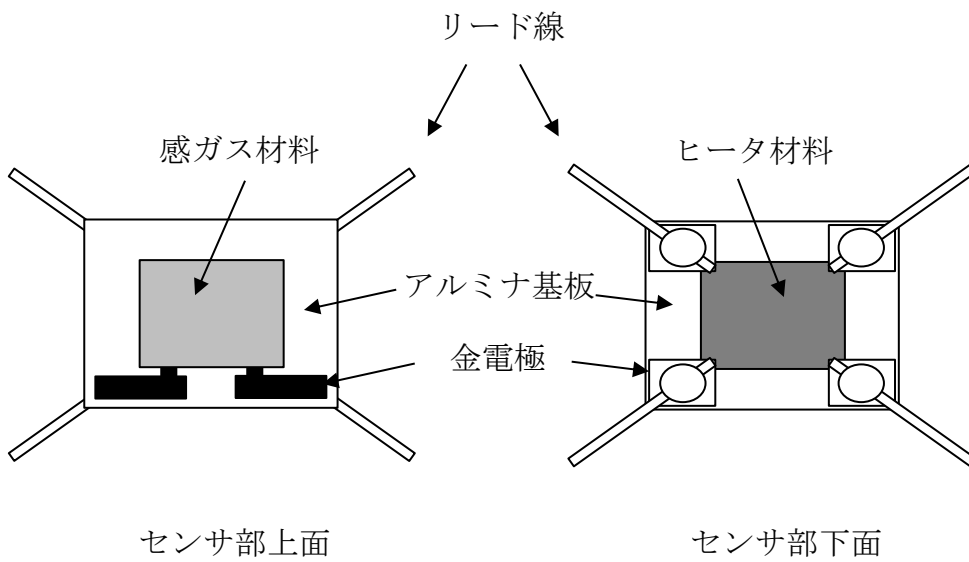 リード線
感ガス材料
ヒータ材料
アルミナ基板
金電極
センサ部上面
センサ部下面